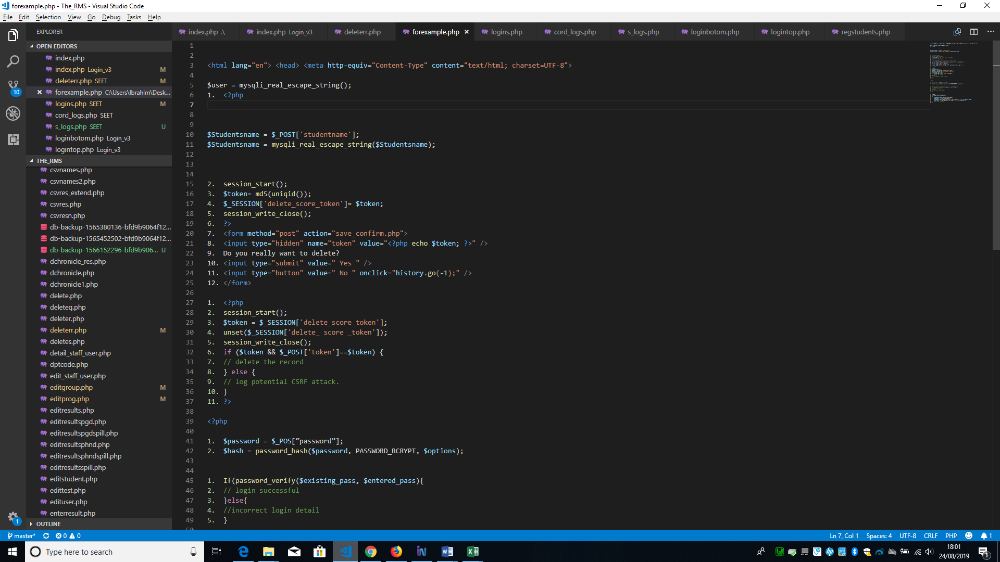 forexample.php - The_RMS - Visual Studio Code
File Edit Selection View Go Debug Tasks Help
EXPLORER
index.php .\
index.php Login_v3
deleterr.php
forexample.php
logins.php
cord_logs.php
s_logs.php
loginbotom.php
logintop.php
regstudents.php
OPEN EDITORS
index.php
index.php Login_v3 M
deleterr.php SEET M
forexample.php C:\Users\Ibrahim\Desk...
logins.php SEET M
cord_logs.php SEET
s_logs.php SEET U
loginbotom.php Login_v3
logintop.php Login_v3
10
THE_RMS
csvnames.php
csvnames2.php
csvres_extend.php
csvres.php
csvresn.php
db-backup-1565380136-bfd9b9064f12...
db-backup-1565452502-bfd9b9064f12...
db-backup-1566152296-bfd9b906... U
dchronicle_res.php
dchronicle.php
dchronicle1.php
delete.php
deleteq.php
deleter.php
deleterr.php M
deletes.php
detail_staff_user.php
dptcode.php
edit_staff_user.php
editgroup.php M
editprog.php M
editresults.php
editresultspgd.php
editresultspgdspill.php
editresultsphnd.php
editresultsphndspill.php
editresultsspill.php
editstudent.php
edittest.php
edituser.php
enterresult.php
1
OUTLINE
1
2
3 <html lang="en"> <head> <meta http-equiv="Content-Type" content="text/html; charset=UTF-8">
4
5 $user = mysqli_real_escape_string();
6 1. <?php
7
8
9
10 $Studentsname = $_POST['studentname'];
11 $Studentsname = mysqli_real_escape_string($Studentsname);
12
13
14
15 2. session_start();
16 3. $token= md5(uniqid());
17 4. $_SESSION['delete_score_token']= $token;
18 5. session_write_close();
19 6. ?>
20 7. <form method="post" action="save_confirm.php">
21 8. <input type="hidden" name="token" value="<?php echo $token; ?>" />
22 9. Do you really want to delete?
23 10. <input type="submit" value=" Yes " />
24 11. <input type="button" value=" No " onclick="history.go(-1);" />
25 12. </form>
26
27 1. <?php
28 2. session_start();
29 3. $token = $_SESSION['delete_score_token'];
30 4. unset($_SESSION['delete_ score _token']);
31 5. session_write_close();
32 6. if ($token && $_POST['token']==$token) {
33 7. // delete the record
34 8. } else {
35 9. // log potential CSRF attack.
36 10. }
37 11. ?>
38
39 <?php
40
41 1. $password = $_POS[“password”];
42 2. $hash = password_hash($password, PASSWORD_BCRYPT, $options);
43
44
45 1. If(password_verify($existing_pass, $entered_pass){
46 2. // login successful
47 3. }else{
48 4. //incorrect login detail
49 5. }
50
master* 0 0
Ln 7, Col 1 Spaces: 4 UTF-8 CRLF PHP 1
Type here to search
18:01
24/08/2019
1